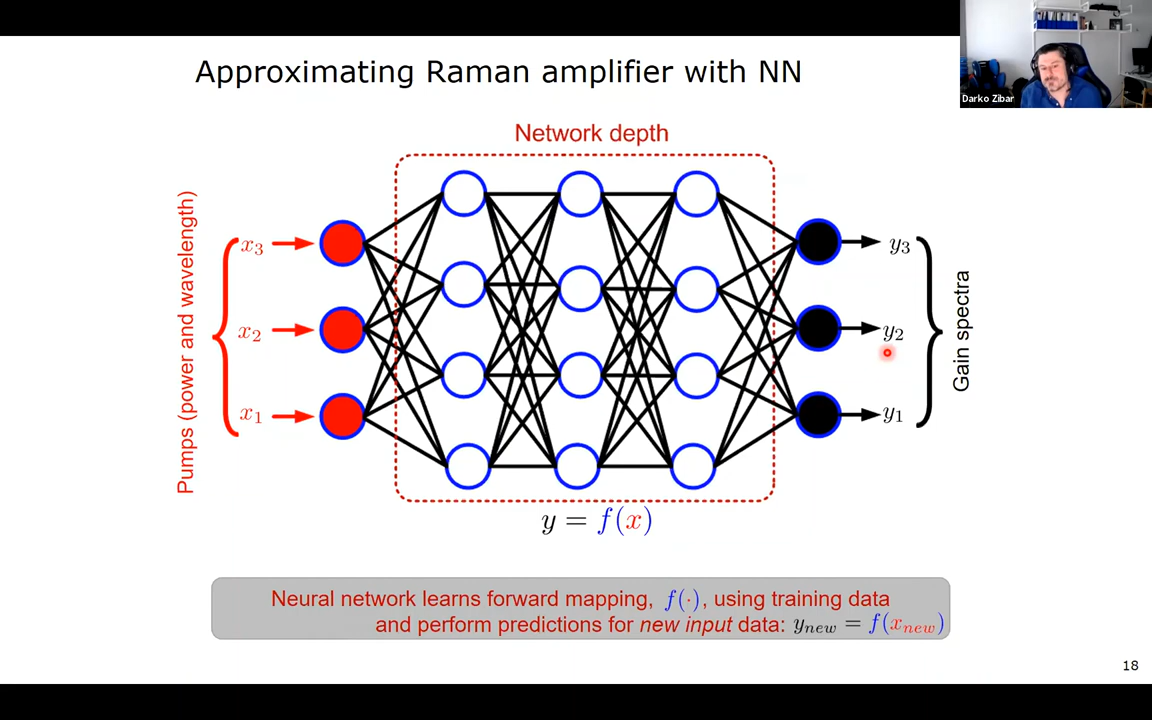 Approximating Raman amplifier with NN
Darko Zibar
Network depth
Pumps (power and wavelength)
x₃
x₂
x₁
y₃
y₂
y₁
Gain spectra
y = f(x)
Neural network learns forward mapping, f(·), using training data
and perform predictions for new input data: yₙₑw = f(xₙₑw)
18